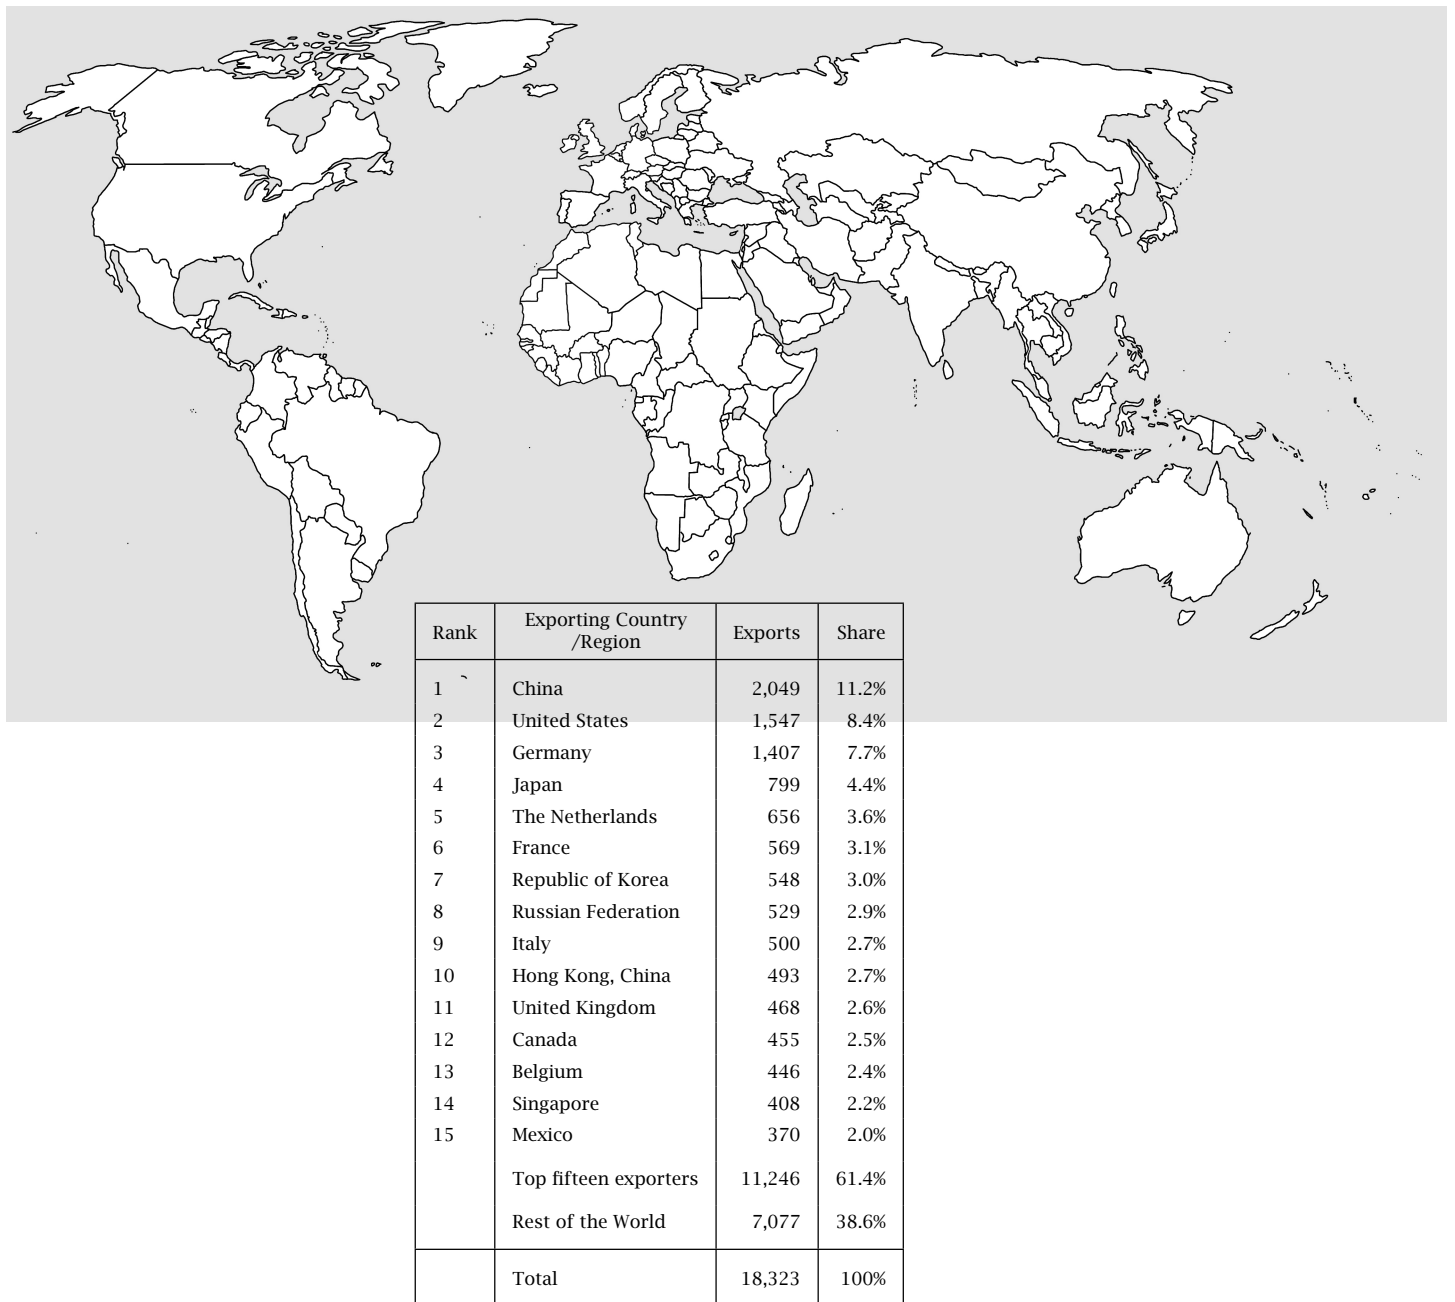 Rank Exporting Country /Region Exports Share
1 China 2,049 11.2%
2 United States 1,547 8.4%
3 Germany 1,407 7.7%
4 Japan 799 4.4%
5 The Netherlands 656 3.6%
6 France 569 3.1%
7 Republic of Korea 548 3.0%
8 Russian Federation 529 2.9%
9 Italy 500 2.7%
10 Hong Kong, China 493 2.7%
11 United Kingdom 468 2.6%
12 Canada 455 2.5%
13 Belgium 446 2.4%
14 Singapore 408 2.2%
15 Mexico 370 2.0%
Top fifteen exporters 11,246 61.4%
Rest of the World 7,077 38.6%
Total 18,323 100%